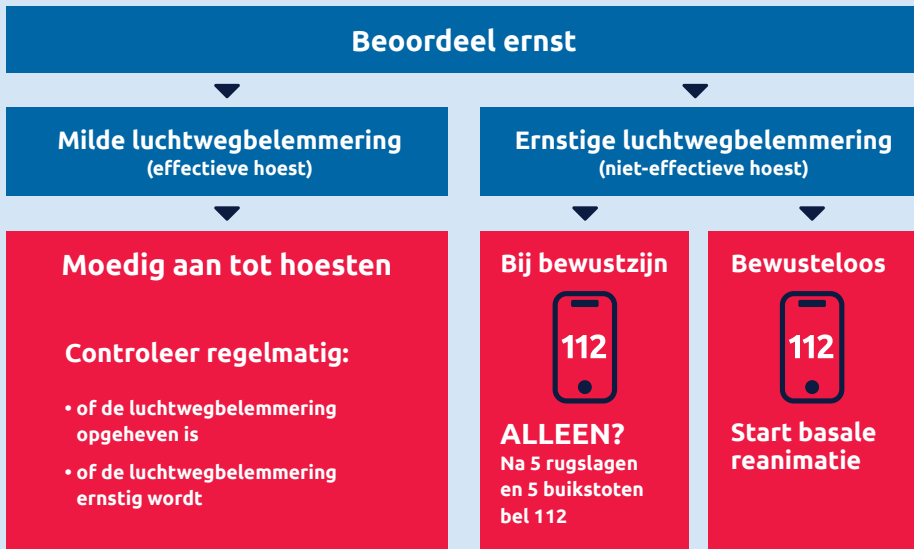 Beoordeel ernst
Milde luchtwegbelemmering
(effectieve hoest)
Ernstige luchtwegbelemmering
(niet-effectieve hoest)
Moedig aan tot hoesten
Controleer regelmatig:
• of de luchtwegbelemmering
opgeheven is
• of de luchtwegbelemmering
ernstig wordt
Bij bewustzijn
112
ALLEEN?
Na 5 rugslagen
en 5 buikstoten
bel 112
Bewusteloos
112
Start basale
reanimatie